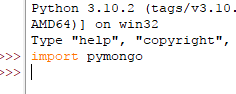 Python 3.10.2 (tags/v3.10.
AMD64)] on win32
Type "help", "copyright",
>>> import pymongo
>>>